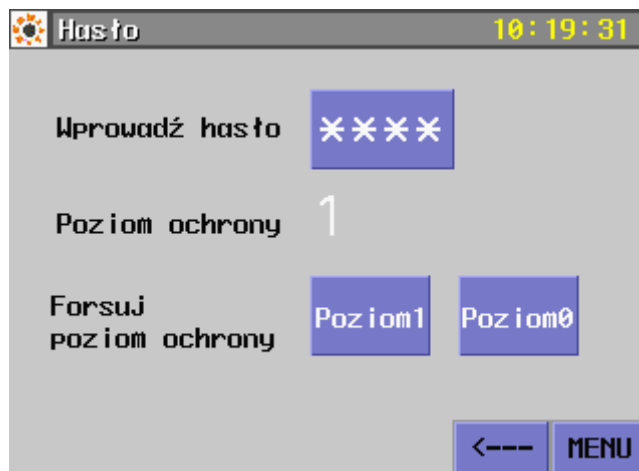 Hasło 10:19:31
Wprowadź hasło ****
Poziom ochrony 1
Forsuj
poziom ochrony Poziom1 Poziom0
<--- MENU